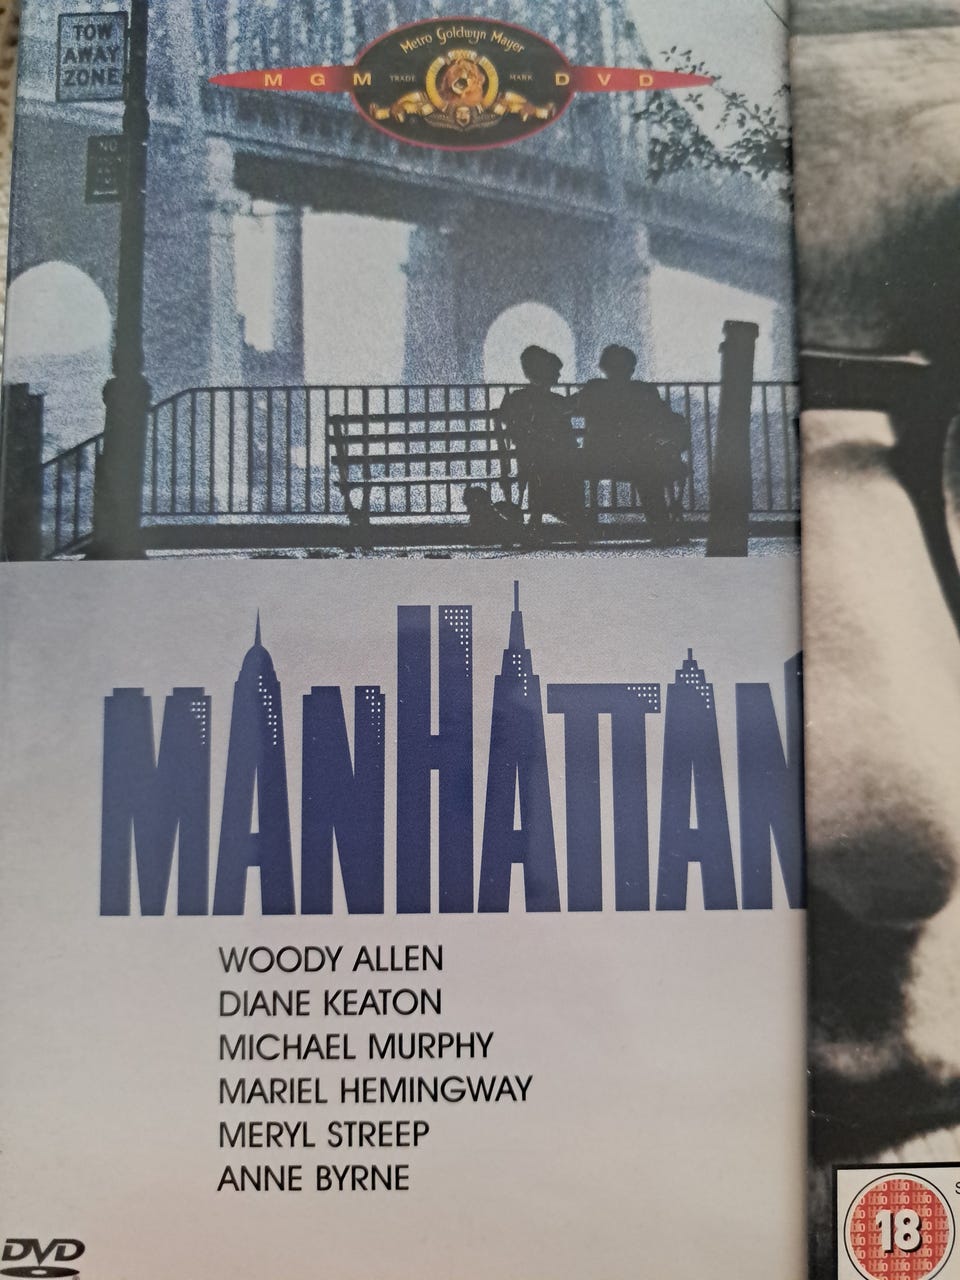 TOW
AWAY
ZONE
NO
Metro Goldwyn Mayer
MGM TRADE MARK DVD
MANHATTAN
WOODY ALLEN
DIANE KEATON
MICHAEL MURPHY
MARIEL HEMINGWAY
MERYL STREEP
ANNE BYRNE
DVD
18
S